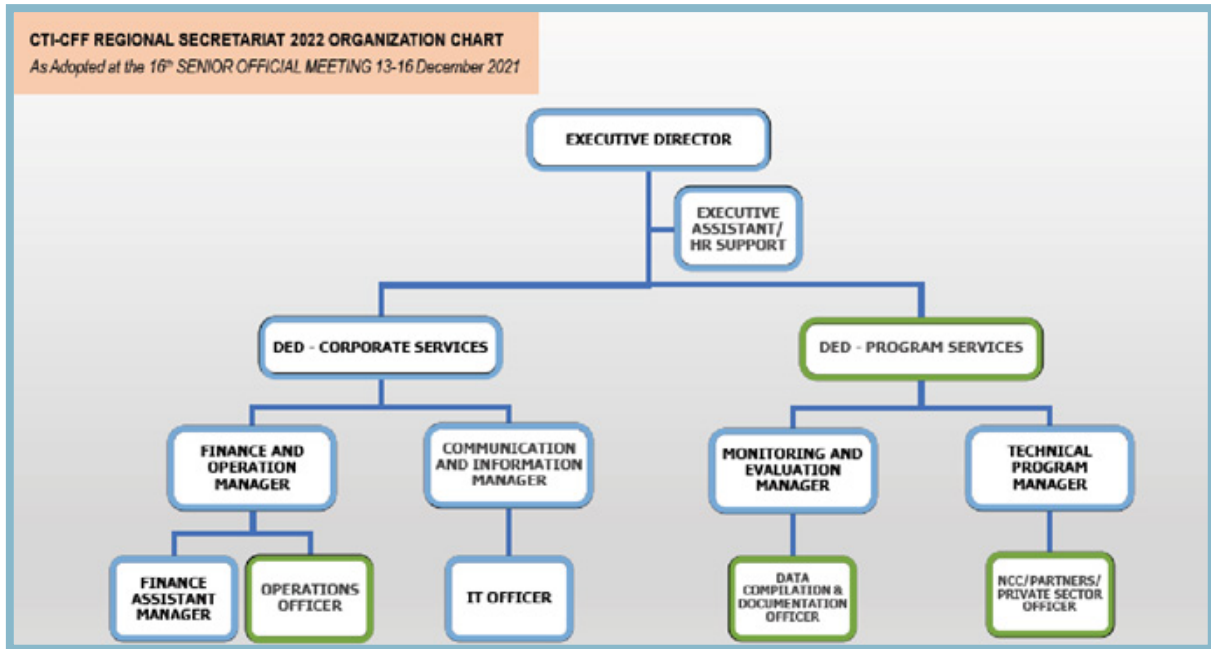 CTI-CFF REGIONAL SECRETARIAT 2022 ORGANIZATION CHART
As Adopted at the 16th SENIOR OFFICIAL MEETING 13-16 December 2021
EXECUTIVE DIRECTOR
EXECUTIVE
ASSISTANT/
HR SUPPORT
DED - CORPORATE SERVICES
DED - PROGRAM SERVICES
FINANCE AND
OPERATION
MANAGER
COMMUNICATION
AND INFORMATION
MANAGER
MONITORING AND
EVALUATION
MANAGER
TECHNICAL
PROGRAM
MANAGER
FINANCE
ASSISTANT
MANAGER
OPERATIONS
OFFICER
IT OFFICER
DATA
COMPILATION &
DOCUMENTATION
OFFICER
NCC/PARTNERS/
PRIVATE SECTOR
OFFICER